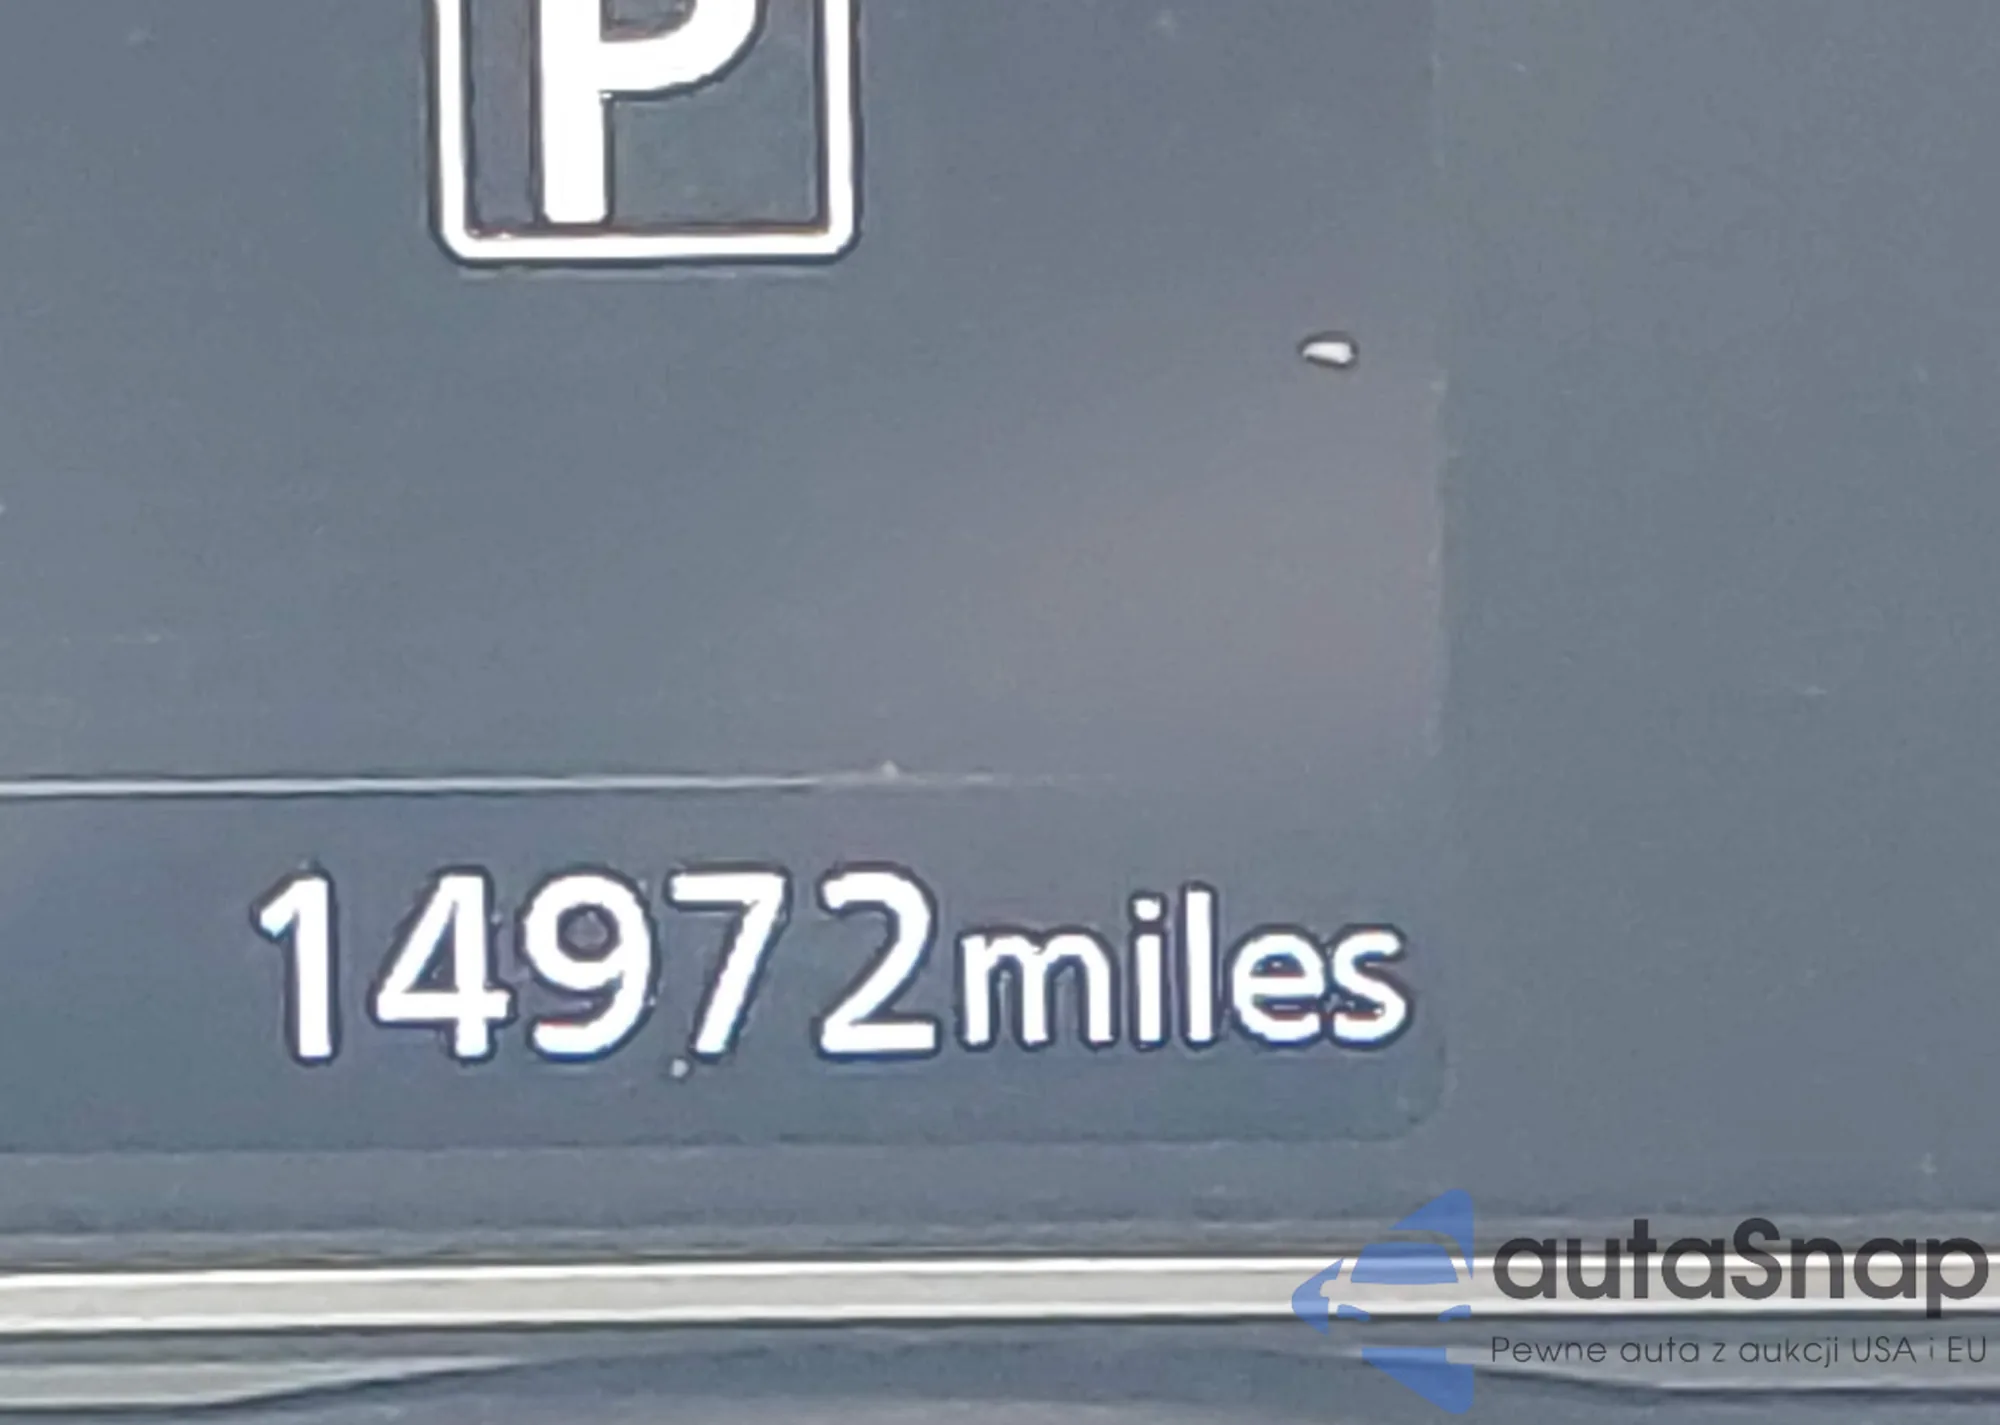 P
14972miles
autaSnap
Pewne auta z aukcji USA i EU